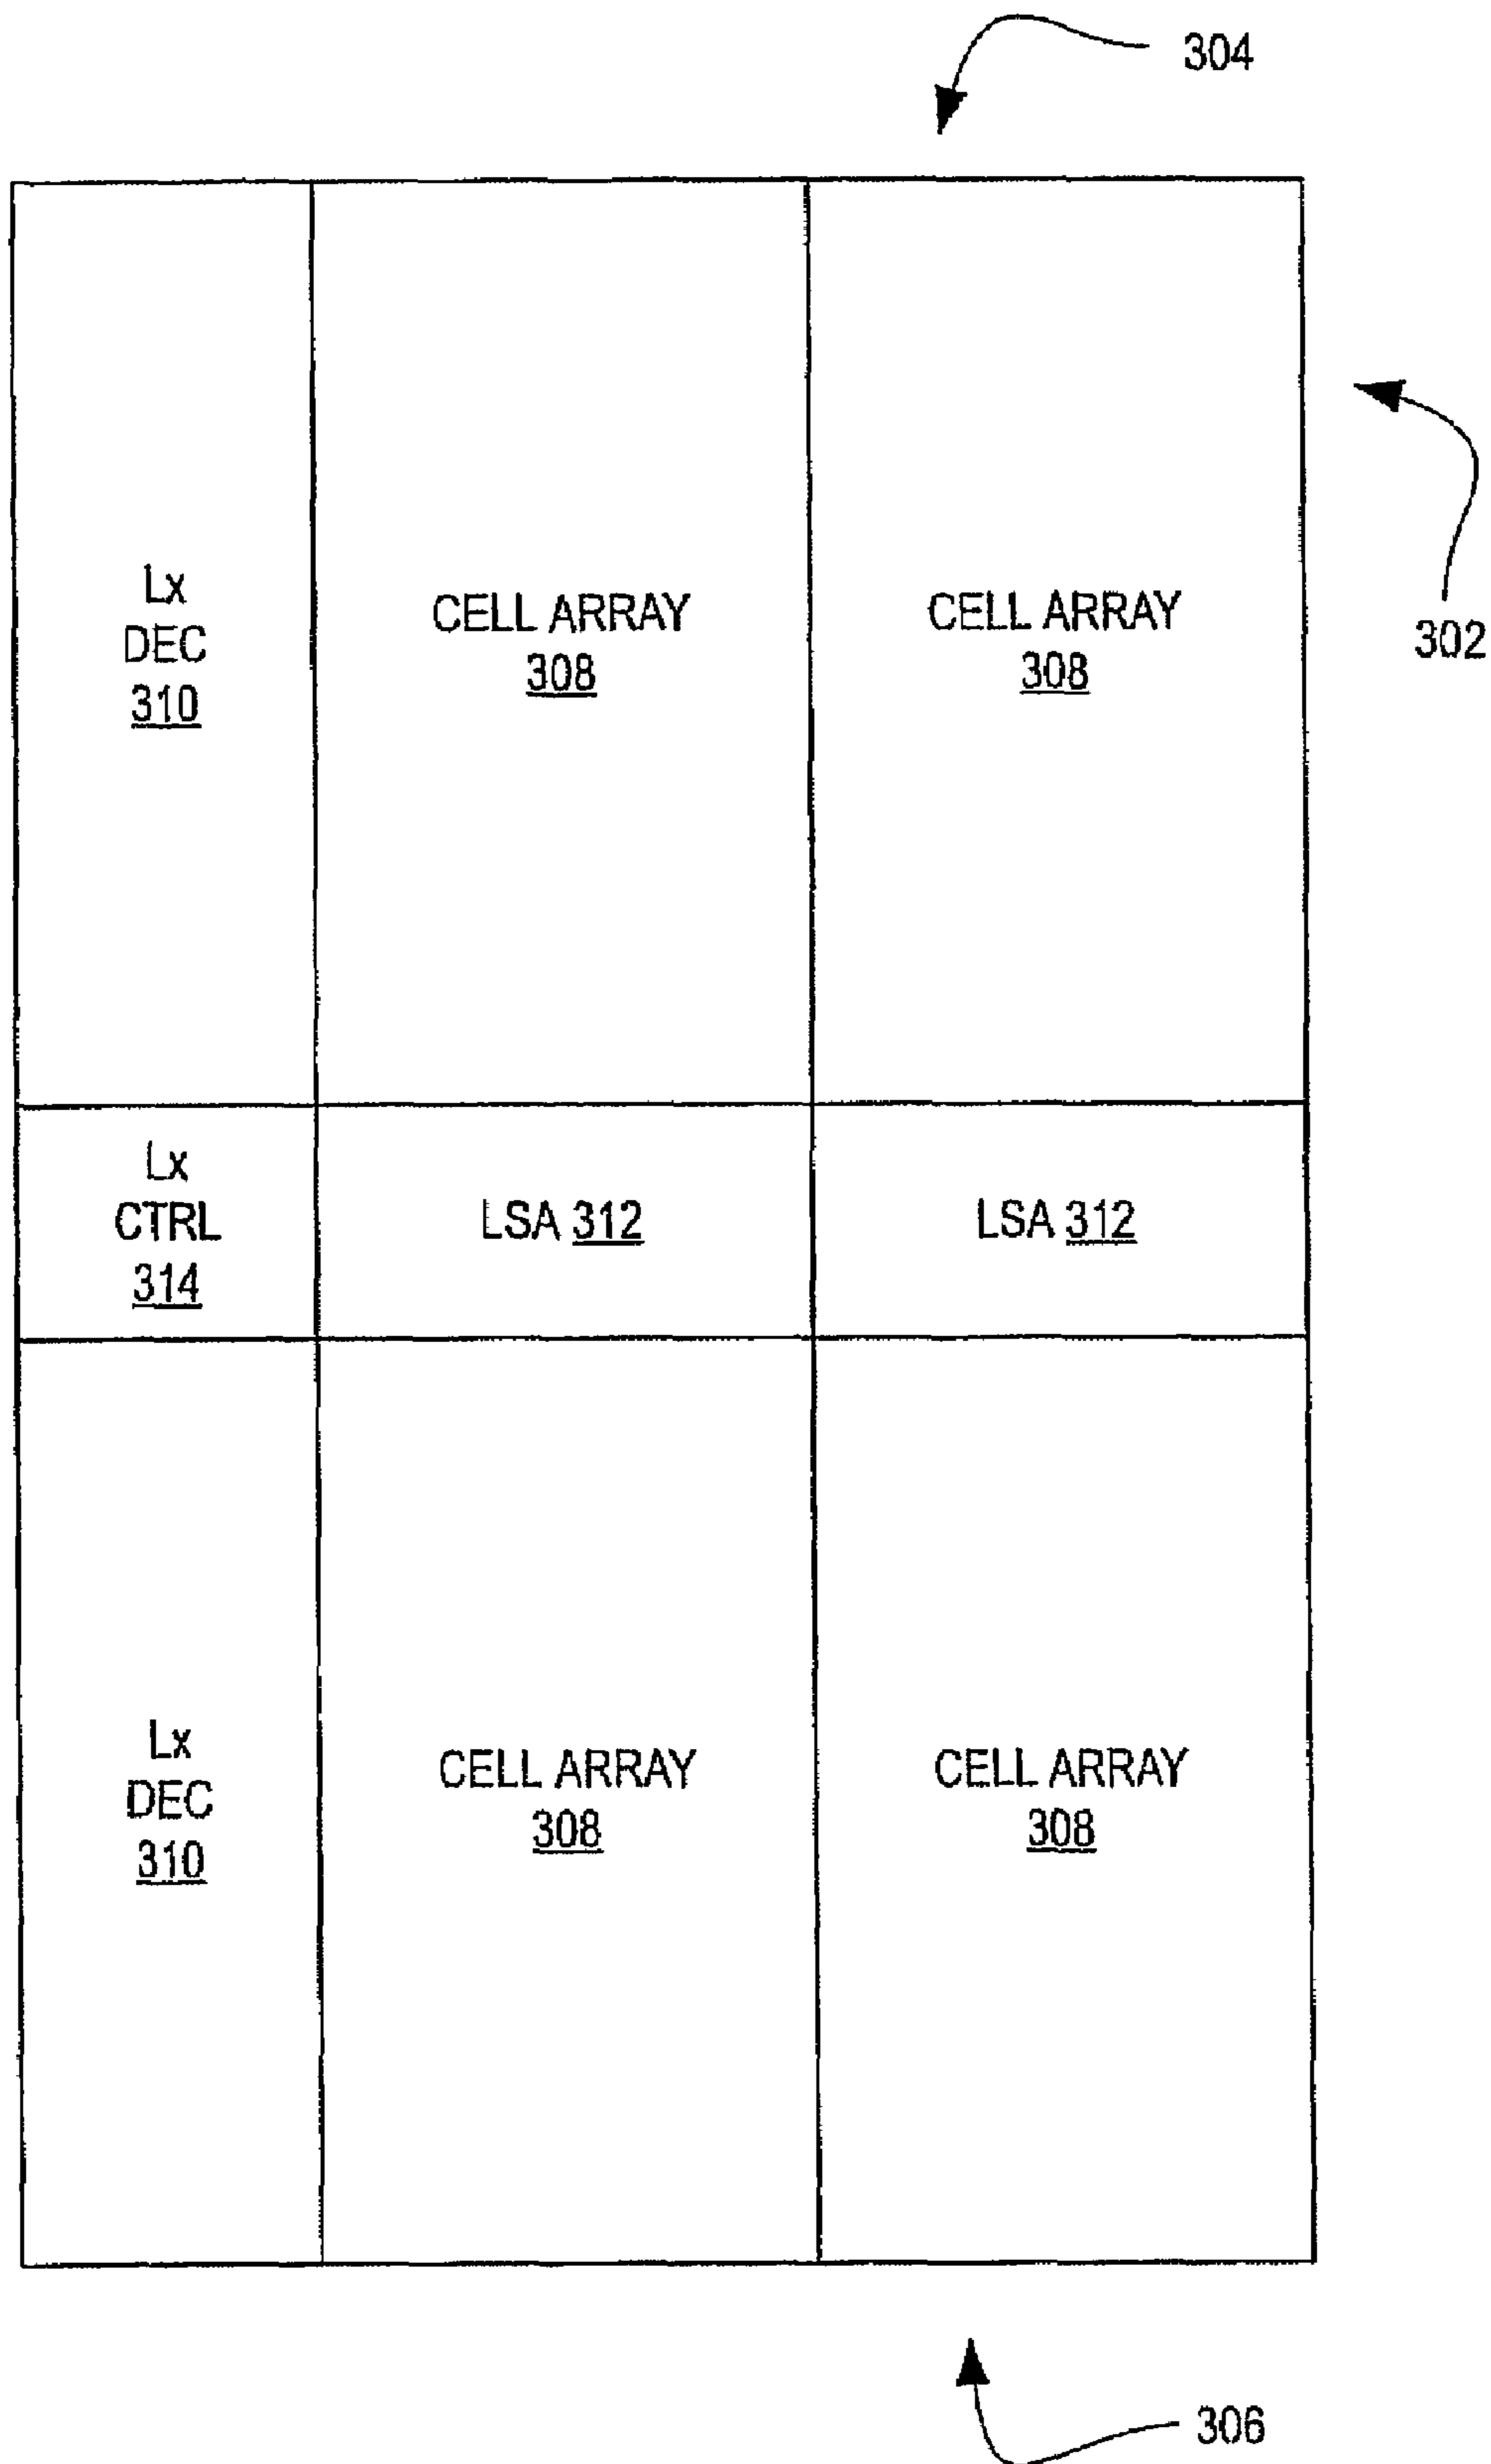 304
Lx
DEC
310
CELL ARRAY
308
CELL ARRAY
308
302
Lx
CTRL
314
LSA 312
LSA 312
Lx
DEC
310
CELL ARRAY
308
CELL ARRAY
308
306